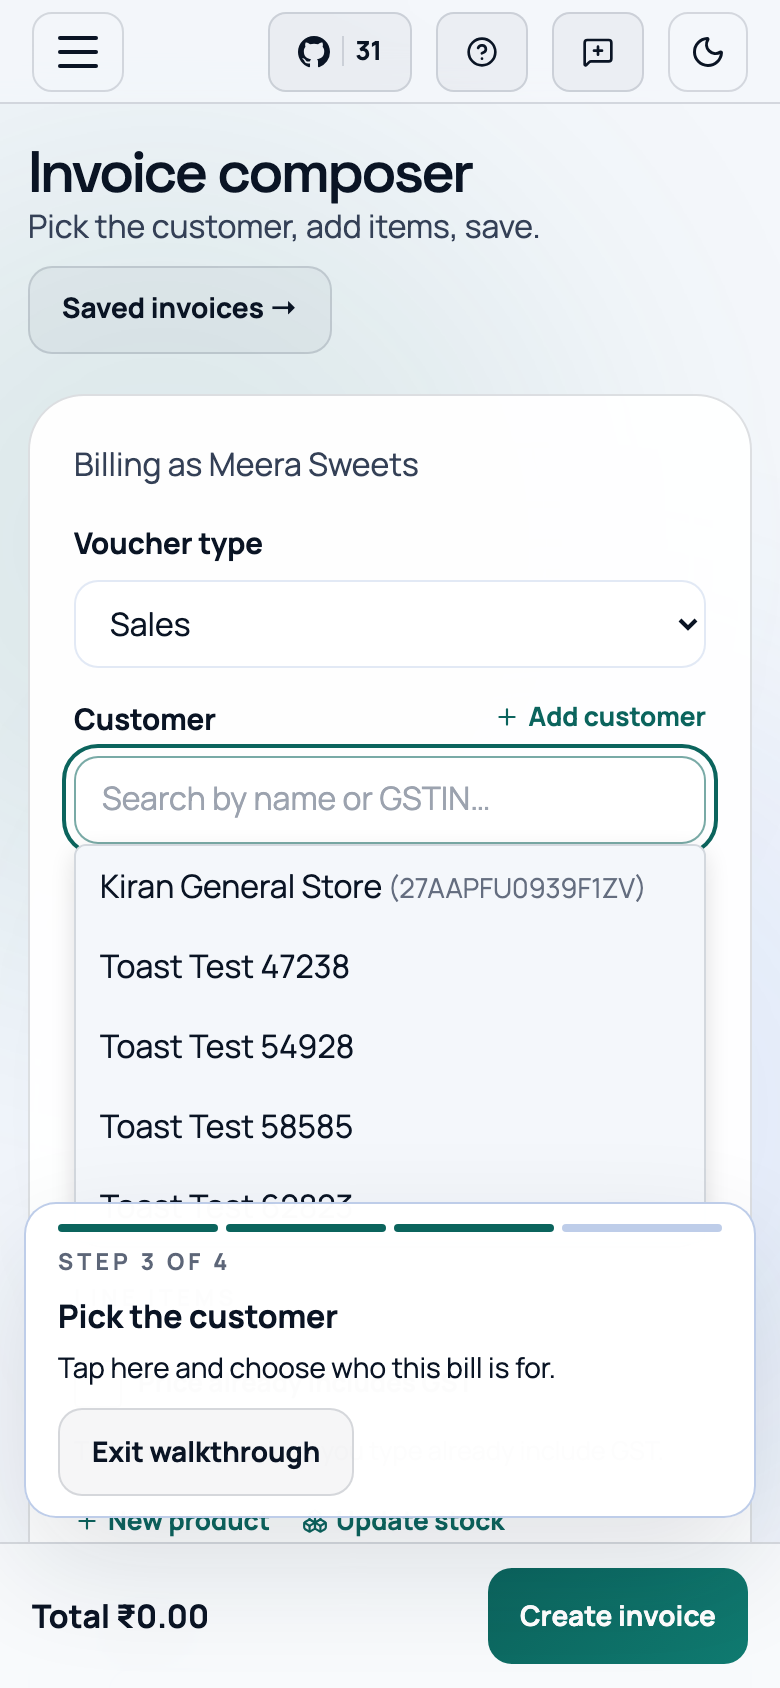 31
Invoice composer
Pick the customer, add items, save.
Saved invoices →
Billing as Meera Sweets
Voucher type
Sales
Customer
+ Add customer
Search by name or GSTIN...
Kiran General Store (27AAPFU0939F1ZV)
Toast Test 47238
Toast Test 54928
Toast Test 58585
STEP 3 OF 4
Pick the customer
Tap here and choose who this bill is for.
Exit walkthrough
+ New product
Update stock
Total ₹0.00
Create invoice